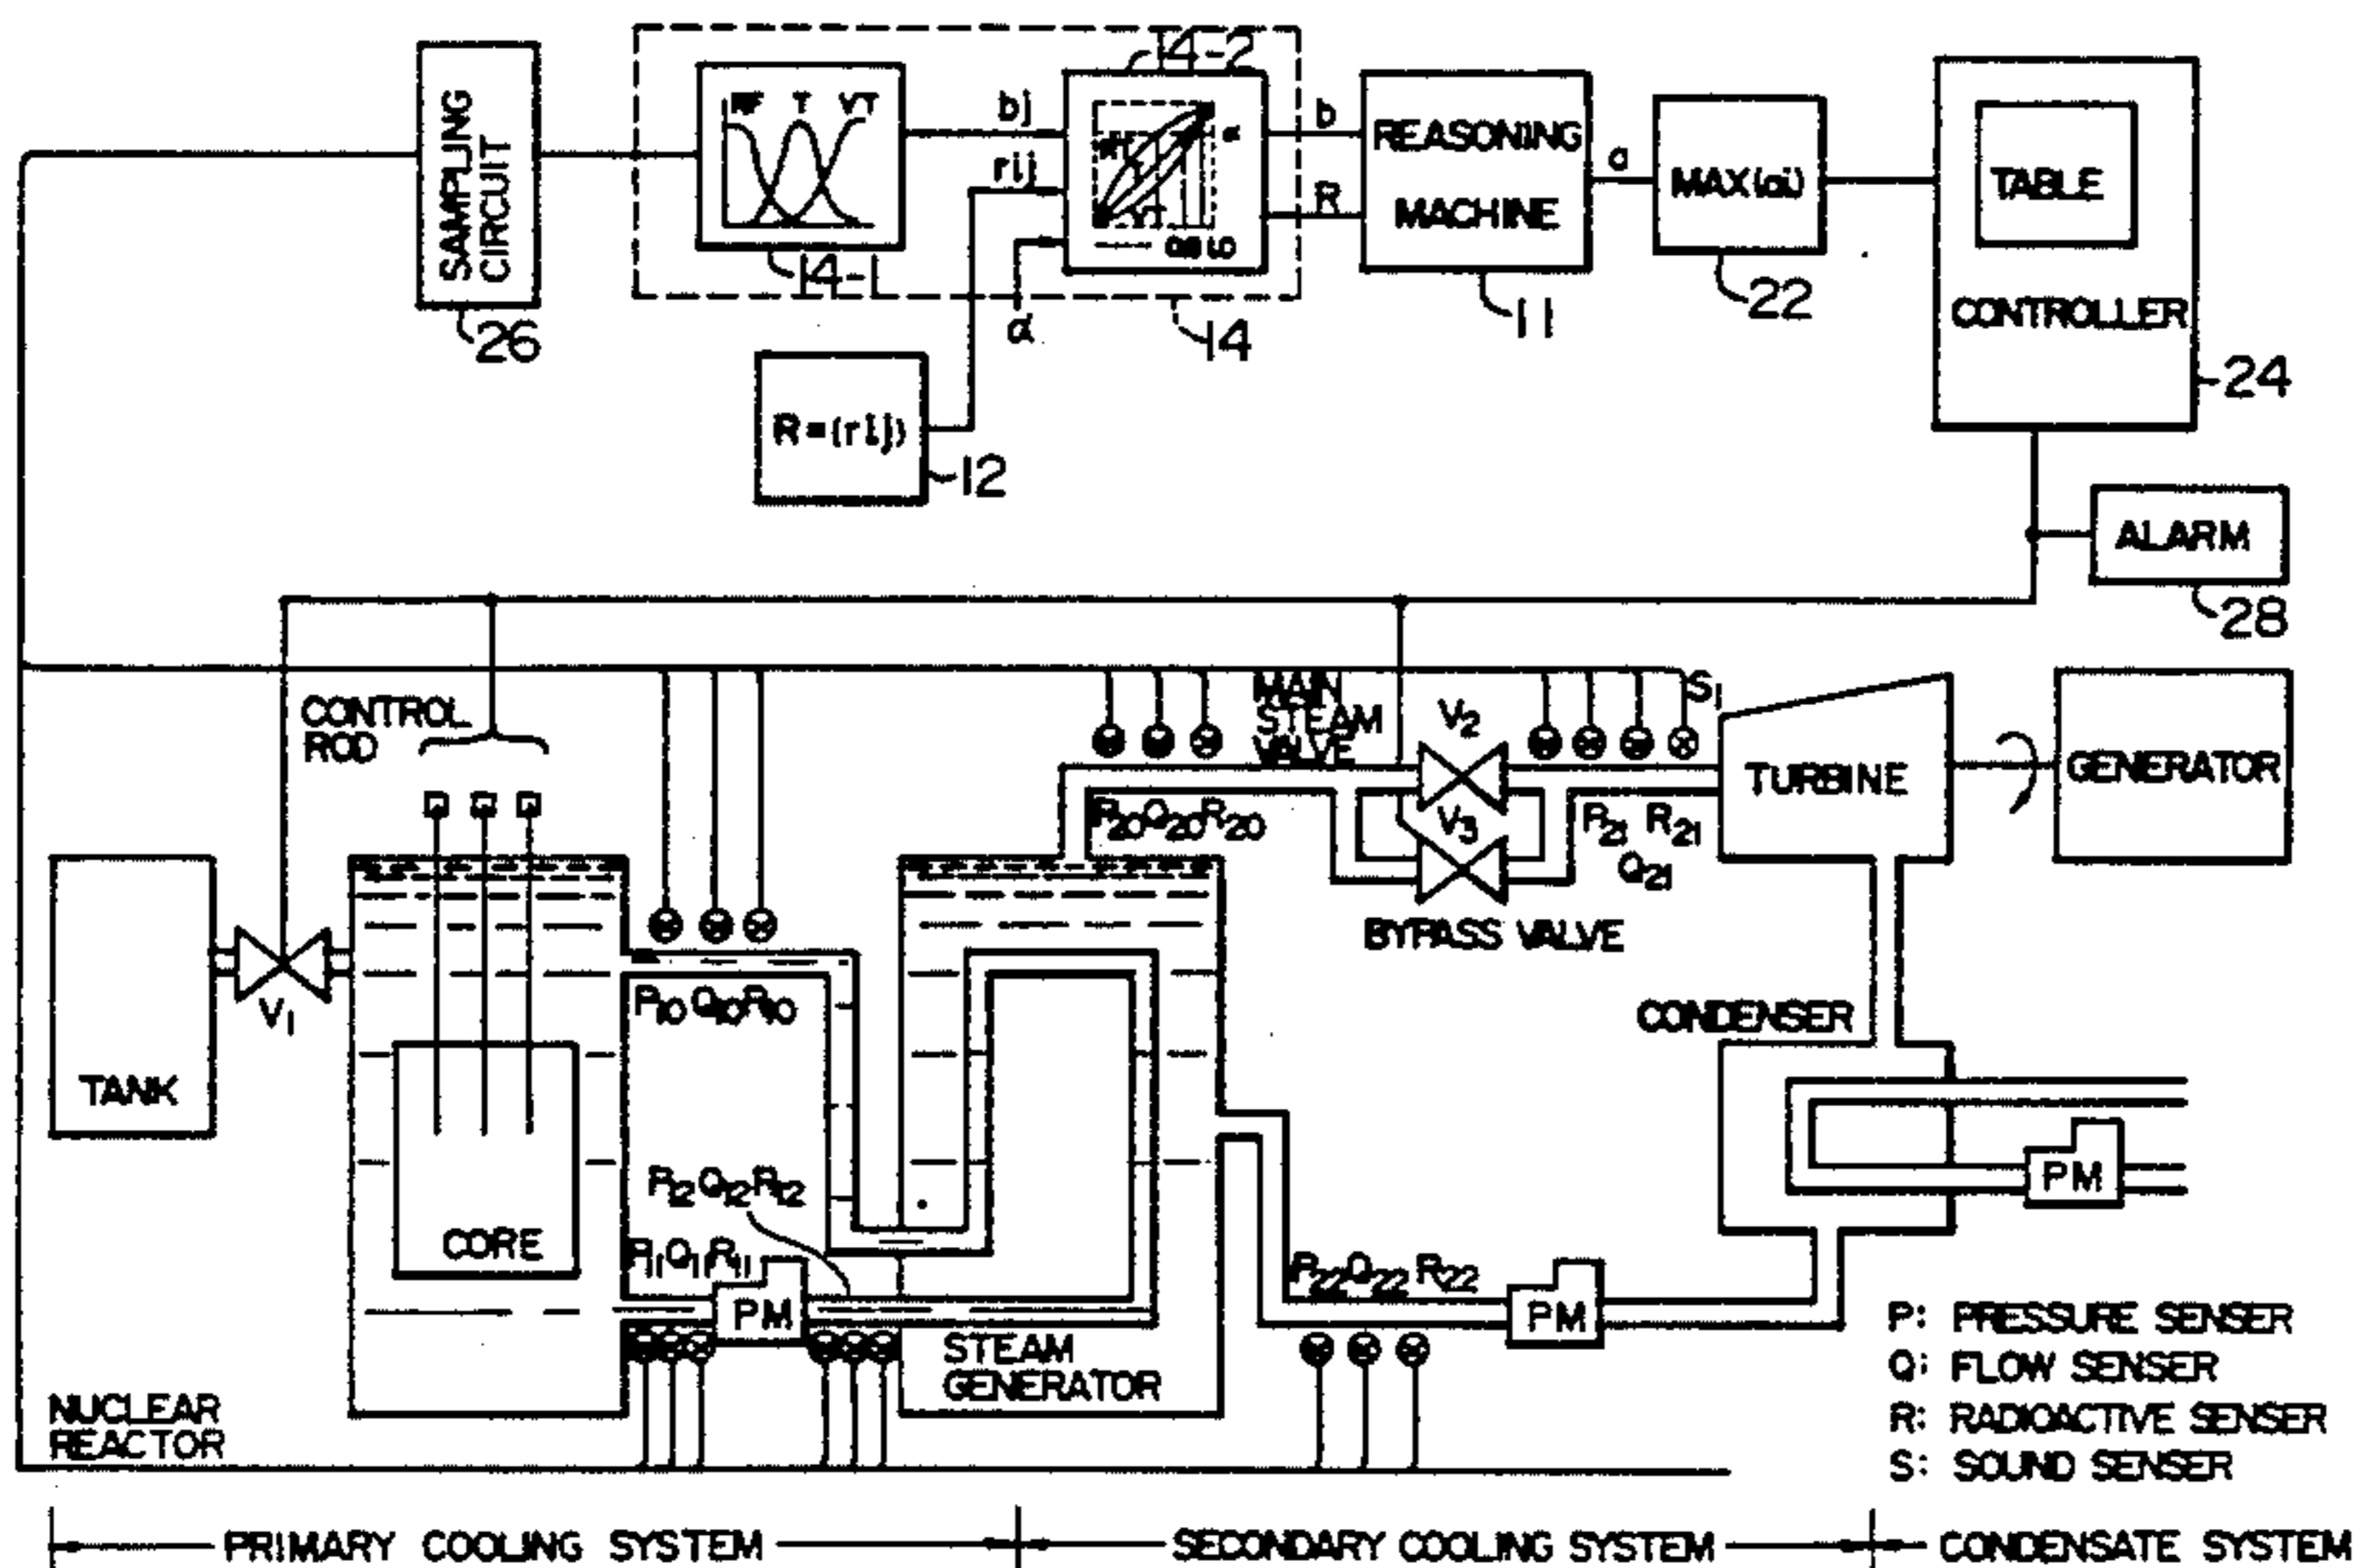 SAMPLING
CIRCUIT
26
RF T VT
14-1
bj
rij
α
14-2
α
14
R=(rij)
12
b
R
REASONING
MACHINE
11
a
MAX(ai)
22
TABLE
CONTROLLER
24
ALARM
28
CONTROL
ROD
MAIN
STEAM
VALVE
V2
V3
S1
TURBINE
GENERATOR
P20 Q20 R20
P21 R21
Q21
BYPASS VALVE
TANK
V1
P10 Q10 R10
CORE
P12 Q12 R12
P11 Q11 R11
PM
STEAM
GENERATOR
NUCLEAR
REACTOR
CONDENSER
PM
P22 Q22 R22
PM
P: PRESSURE SENSER
Q: FLOW SENSER
R: RADIOACTIVE SENSER
S: SOUND SENSER
PRIMARY COOLING SYSTEM
SECONDARY COOLING SYSTEM
CONDENSATE SYSTEM